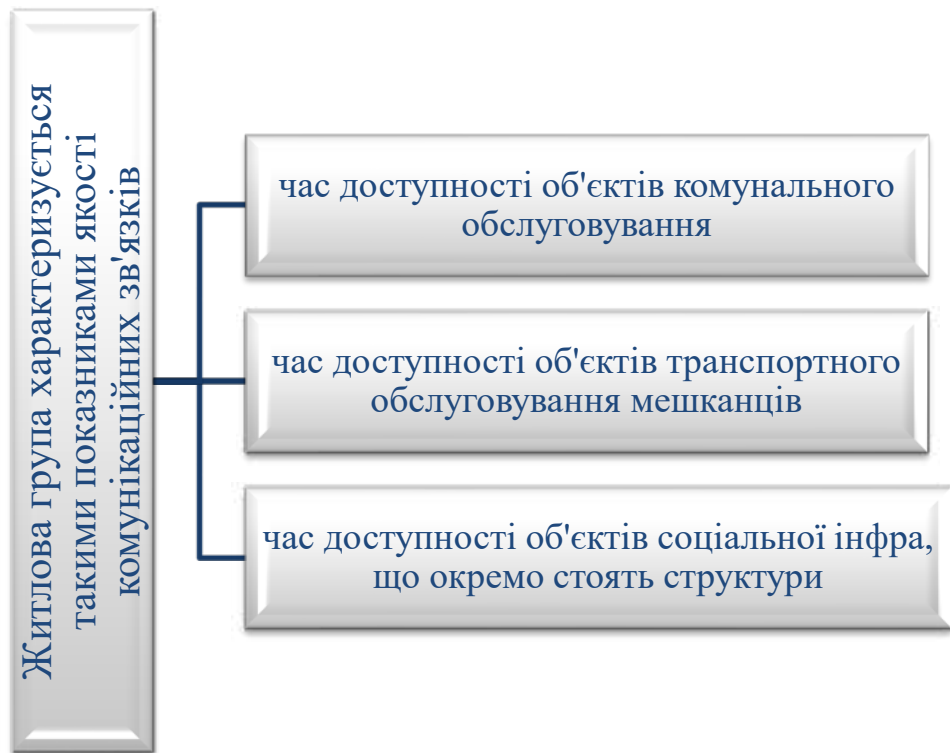 Житлова група характеризується
такими показниками якості
комунікаційних зв'язків
час доступності об'єктів комунального
обслуговування
час доступності об'єктів транспортного
обслуговування мешканців
час доступності об'єктів соціальної інфра,
що окремо стоять структури